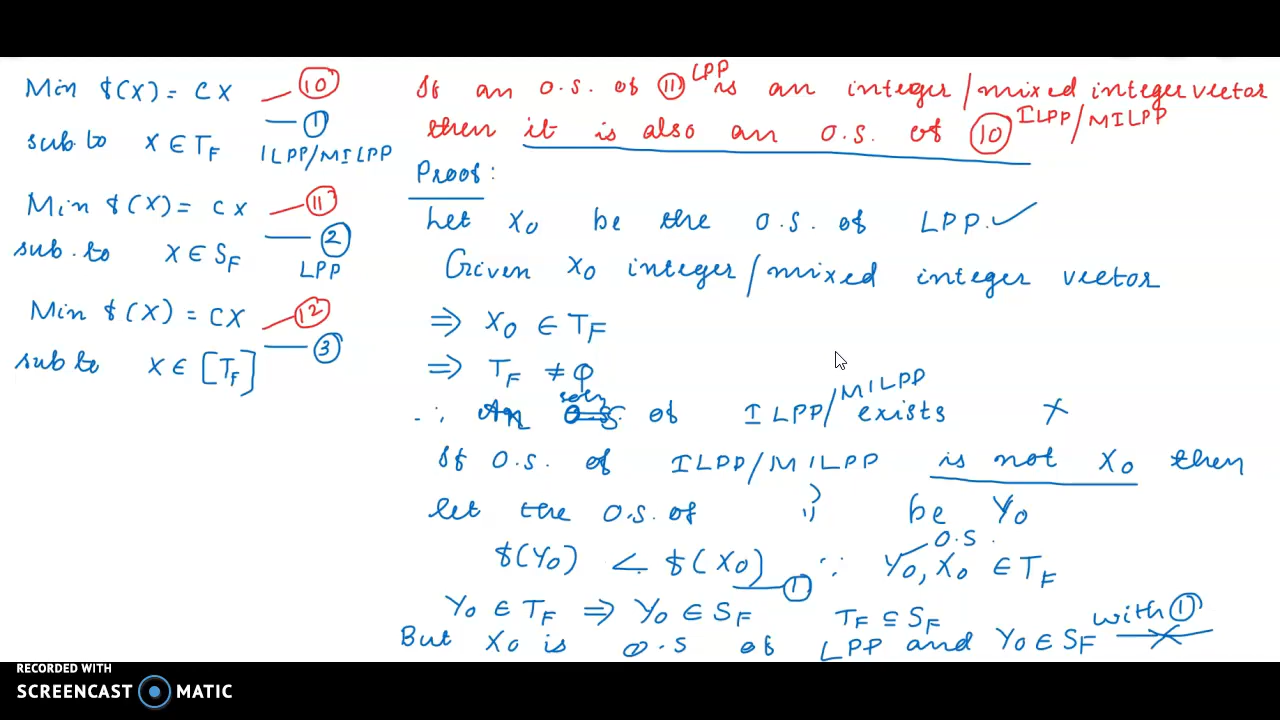 Min f(X) = CX — ⑩
— ①
sub. to X ∈ T_F ILPP/MILPP
Min f(X) = CX — ⑪
sub. to X ∈ S_F — ②
LPP
Min f(X) = CX — ⑫
sub to X ∈ [T_F] — ③
If an O.S. of ⑪ LPP is an integer/mixed integer vector
then it is also an O.S. of ⑩ ILPP/MILPP
Proof:
Let X₀ be the O.S. of LPP. ✓
Given X₀ integer/mixed integer vector
⇒ X₀ ∈ T_F
⇒ T_F ≠ φ
∴ An soln of ILPP/MILPP exists ×
If O.S. of ILPP/MILPP is not X₀ then
let the O.S. of " be Y₀
f(Y₀) < f(X₀) — ① ∵ Y₀, X₀ ∈ T_F
O.S.
Y₀ ∈ T_F ⇒ Y₀ ∈ S_F T_F ⊆ S_F
But X₀ is O.S of LPP and Y₀ ∈ S_F with ①
RECORDED WITH
SCREENCAST MATIC